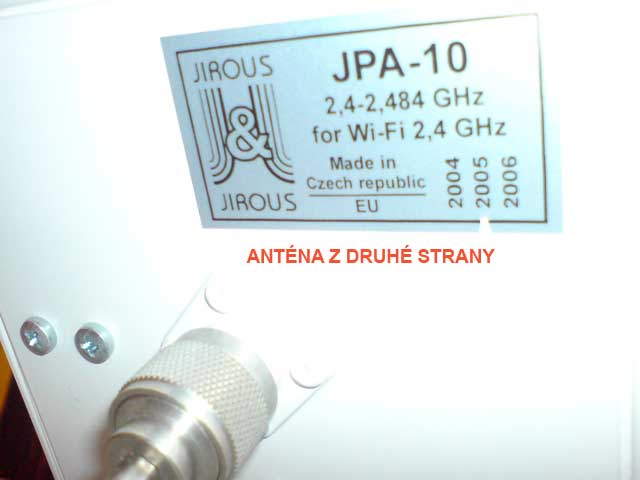 JIROUS
&
JIROUS
JPA-10
2,4-2,484 GHz
for Wi-Fi 2,4 GHz
Made in
Czech republic
EU
2004
2005
2006
ANTÉNA Z DRUHÉ STRANY